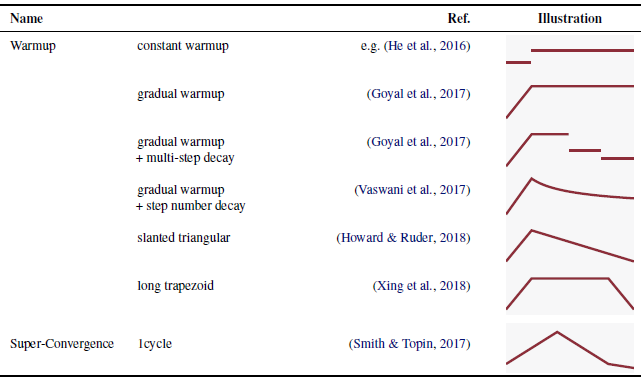 Name Ref. Illustration
Warmup constant warmup e.g. (He et al., 2016)
gradual warmup (Goyal et al., 2017)
gradual warmup (Goyal et al., 2017)
+ multi-step decay
gradual warmup (Vaswani et al., 2017)
+ step number decay
slanted triangular (Howard & Ruder, 2018)
long trapezoid (Xing et al., 2018)
Super-Convergence 1cycle (Smith & Topin, 2017)